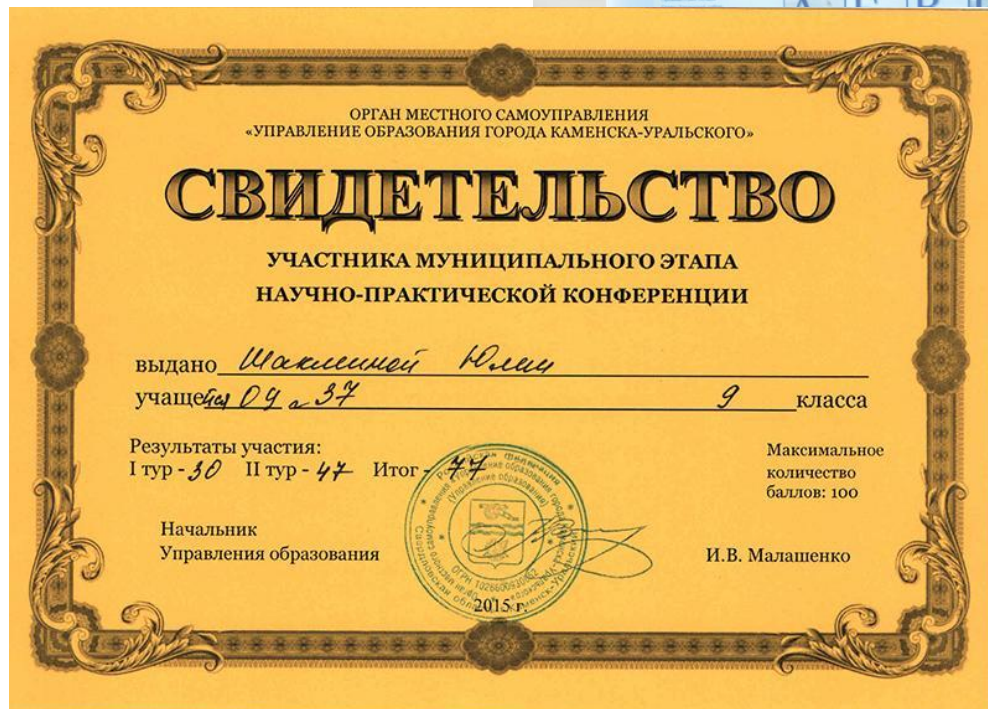 ОРГАН МЕСТНОГО САМОУПРАВЛЕНИЯ
«УПРАВЛЕНИЕ ОБРАЗОВАНИЯ ГОРОДА КАМЕНСКА-УРАЛЬСКОГО»
СВИДЕТЕЛЬСТВО
УЧАСТНИКА МУНИЦИПАЛЬНОГО ЭТАПА
НАУЧНО-ПРАКТИЧЕСКОЙ КОНФЕРЕНЦИИ
выдано Шаклеиной Юлии
учащейся ОУ 37 9 класса
Результаты участия:
I тур - 30 II тур - 47 Итог - 77
Максимальное
количество
баллов: 100
Начальник
Управления образования
И.В. Малашенко
2015 г.